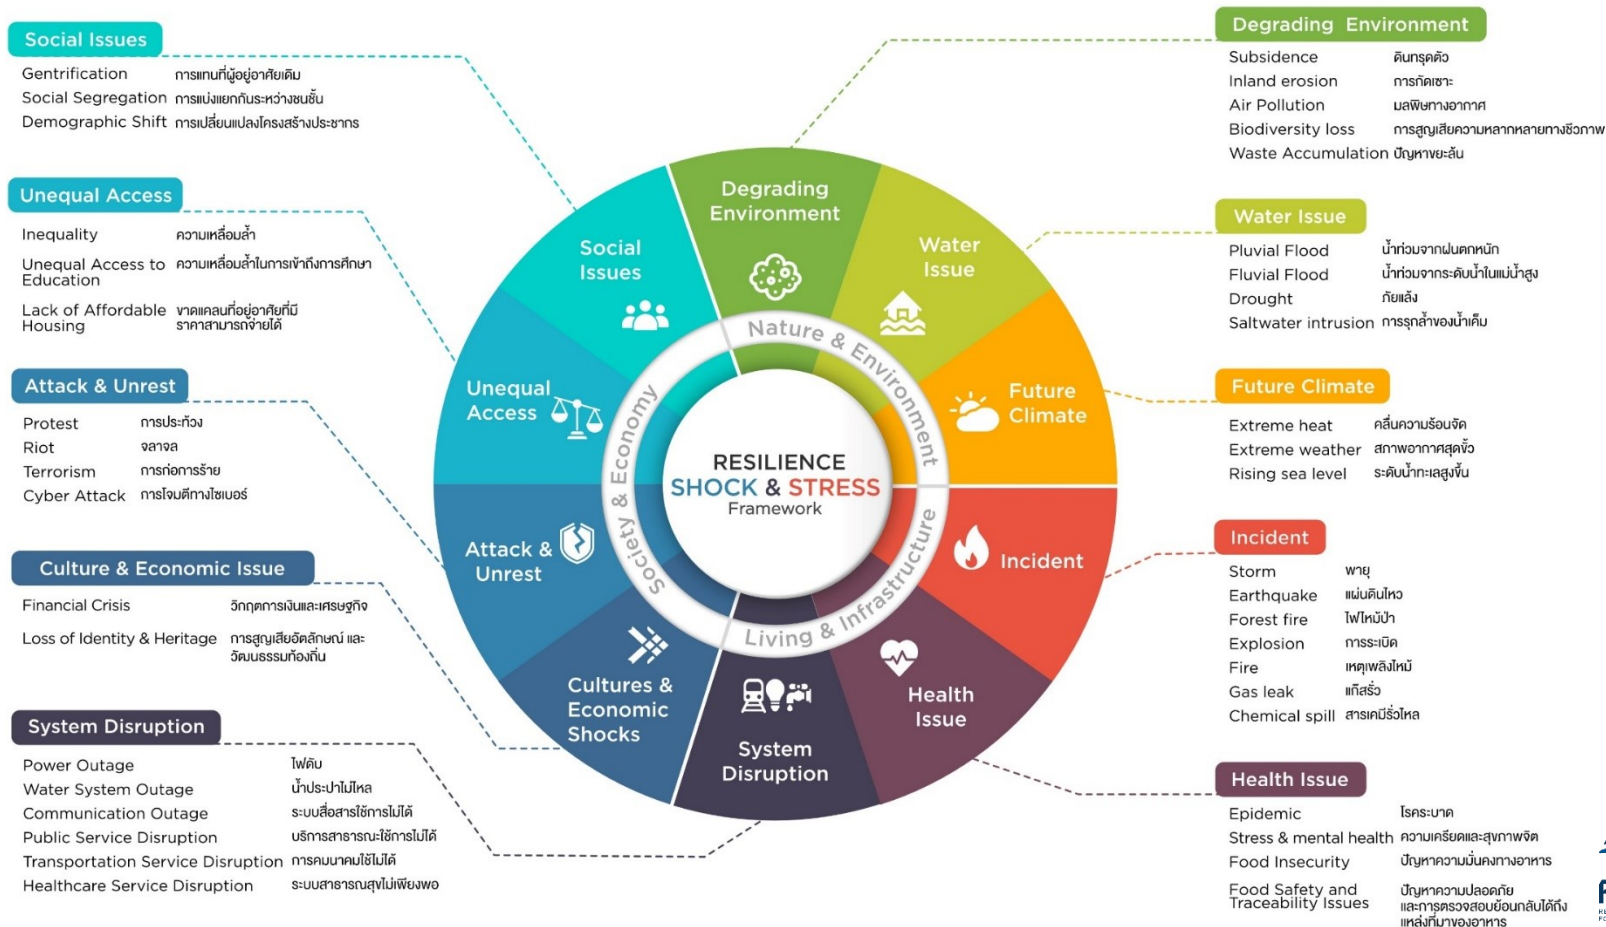 Social Issues
Gentrification การแทนที่ผู้อยู่อาศัยเดิม
Social Segregation การแบ่งแยกกันระหว่างชนชั้น
Demographic Shift การเปลี่ยนแปลงโครงสร้างประชากร
Unequal Access
Inequality ความเหลื่อมล้ำ
Unequal Access to ความเหลื่อมล้ำในการเข้าถึงการศึกษา
Education
Lack of Affordable ขาดแคลนที่อยู่อาศัยที่มี
Housing ราคาสามารถจ่ายได้
Attack & Unrest
Protest การประท้วง
Riot จลาจล
Terrorism การก่อการร้าย
Cyber Attack การโจมตีทางไซเบอร์
Culture & Economic Issue
Financial Crisis วิกฤตการเงินและเศรษฐกิจ
Loss of Identity & Heritage การสูญเสียอัตลักษณ์ และ
วัฒนธรรมท้องถิ่น
System Disruption
Power Outage ไฟดับ
Water System Outage น้ำประปาไม่ไหล
Communication Outage ระบบสื่อสารใช้การไม่ได้
Public Service Disruption บริการสาธารณะใช้การไม่ได้
Transportation Service Disruption การคมนาคมใช้ไม่ได้
Healthcare Service Disruption ระบบสาธารณสุขไม่เพียงพอ
Degrading
Environment
Water
Issue
Future
Climate
Incident
Health
Issue
System
Disruption
Cultures &
Economic
Shocks
Attack &
Unrest
Unequal
Access
Social
Issues
Nature & Environment
Living & Infrastructure
Society & Economy
RESILIENCE
SHOCK & STRESS
Framework
Degrading Environment
Subsidence ดินทรุดตัว
Inland erosion การกัดเซาะ
Air Pollution มลพิษทางอากาศ
Biodiversity loss การสูญเสียความหลากหลายทางชีวภาพ
Waste Accumulation ปัญหาขยะล้น
Water Issue
Pluvial Flood น้ำท่วมจากฝนตกหนัก
Fluvial Flood น้ำท่วมจากระดับน้ำในแม่น้ำสูง
Drought ภัยแล้ง
Saltwater intrusion การรุกล้ำของน้ำเค็ม
Future Climate
Extreme heat คลื่นความร้อนจัด
Extreme weather สภาพอากาศสุดขั้ว
Rising sea level ระดับน้ำทะเลสูงขึ้น
Incident
Storm พายุ
Earthquake แผ่นดินไหว
Forest fire ไฟไหม้ป่า
Explosion การระเบิด
Fire เหตุเพลิงไหม้
Gas leak แก๊สรั่ว
Chemical spill สารเคมีรั่วไหล
Health Issue
Epidemic โรคระบาด
Stress & mental health ความเครียดและสุขภาพจิต
Food Insecurity ปัญหาความมั่นคงทางอาหาร
Food Safety and ปัญหาความปลอดภัย
Traceability Issues และการตรวจสอบย้อนกลับได้ถึง
แหล่งที่มาของอาหาร